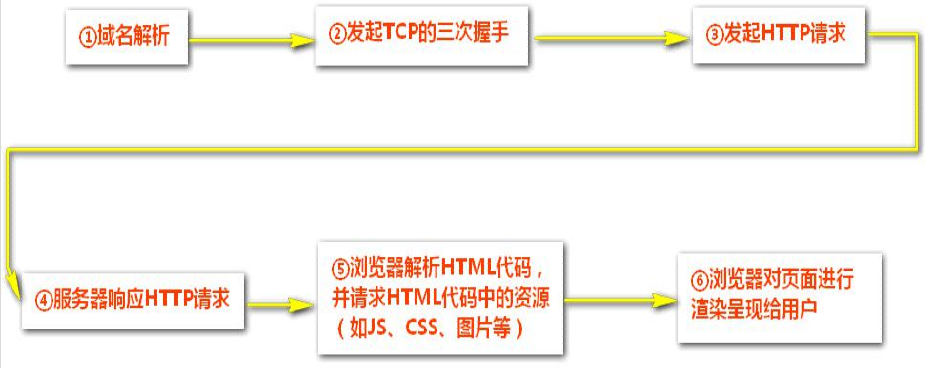 ①域名解析
②发起TCP的三次握手
③发起HTTP请求
④服务器响应HTTP请求
⑤浏览器解析HTML代码，
并请求HTML代码中的资源
（如JS、CSS、图片等）
⑥浏览器对页面进行
渲染呈现给用户